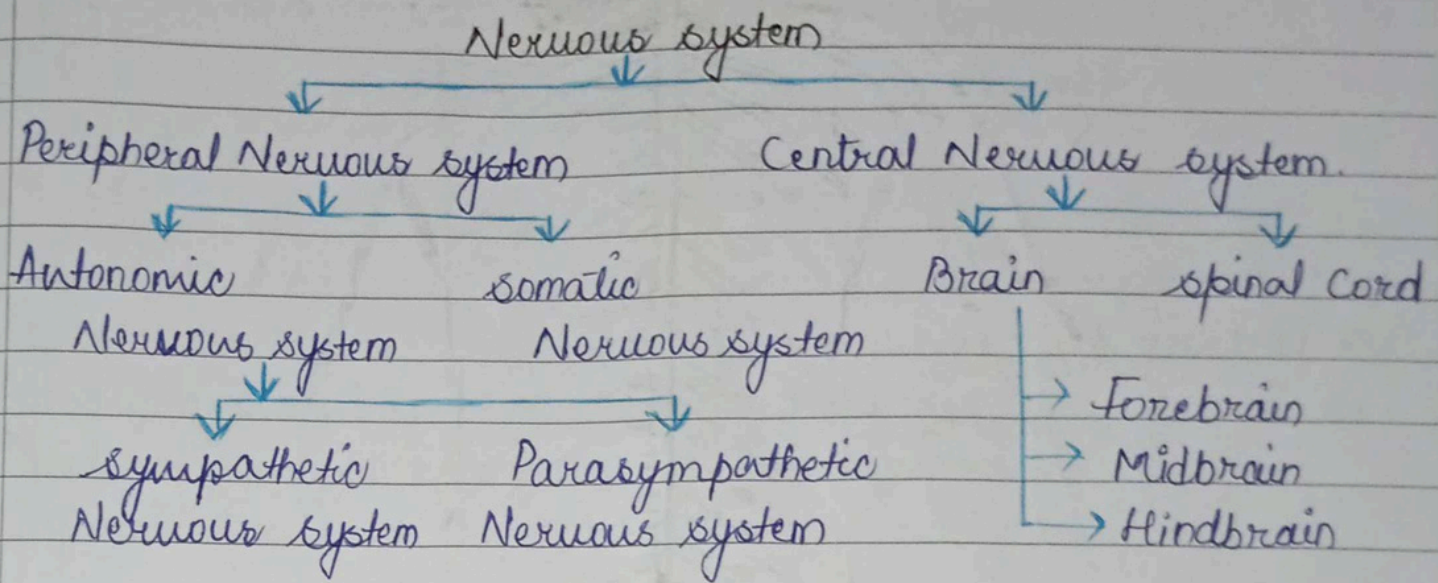 Nervous system
Peripheral Nervous system Central Nervous system.
Autonomic somatic Brain spinal Cord
Nervous system Nervous system
Forebrain
sympathetic Parasympathetic Midbrain
Nervous system Nervous system Hindbrain